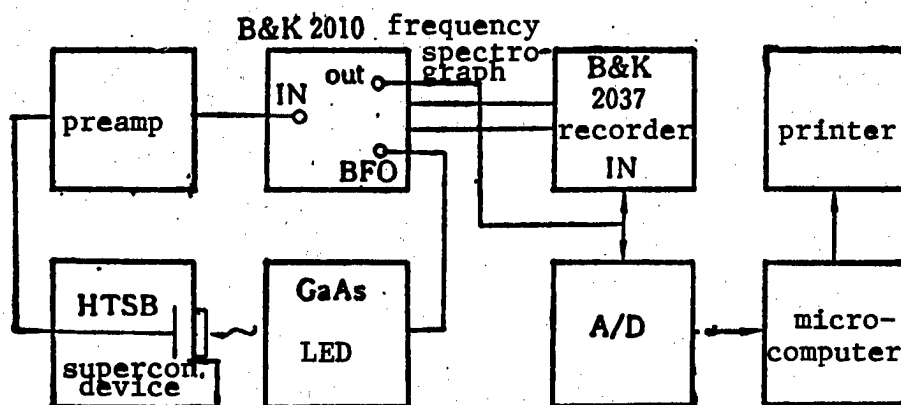 B&K 2010 frequency
spectro-
graph
preamp
IN
out
BFO
B&K
2037
recorder
IN
printer
HTSB
supercon.
device
GaAs
LED
A/D
micro-
computer